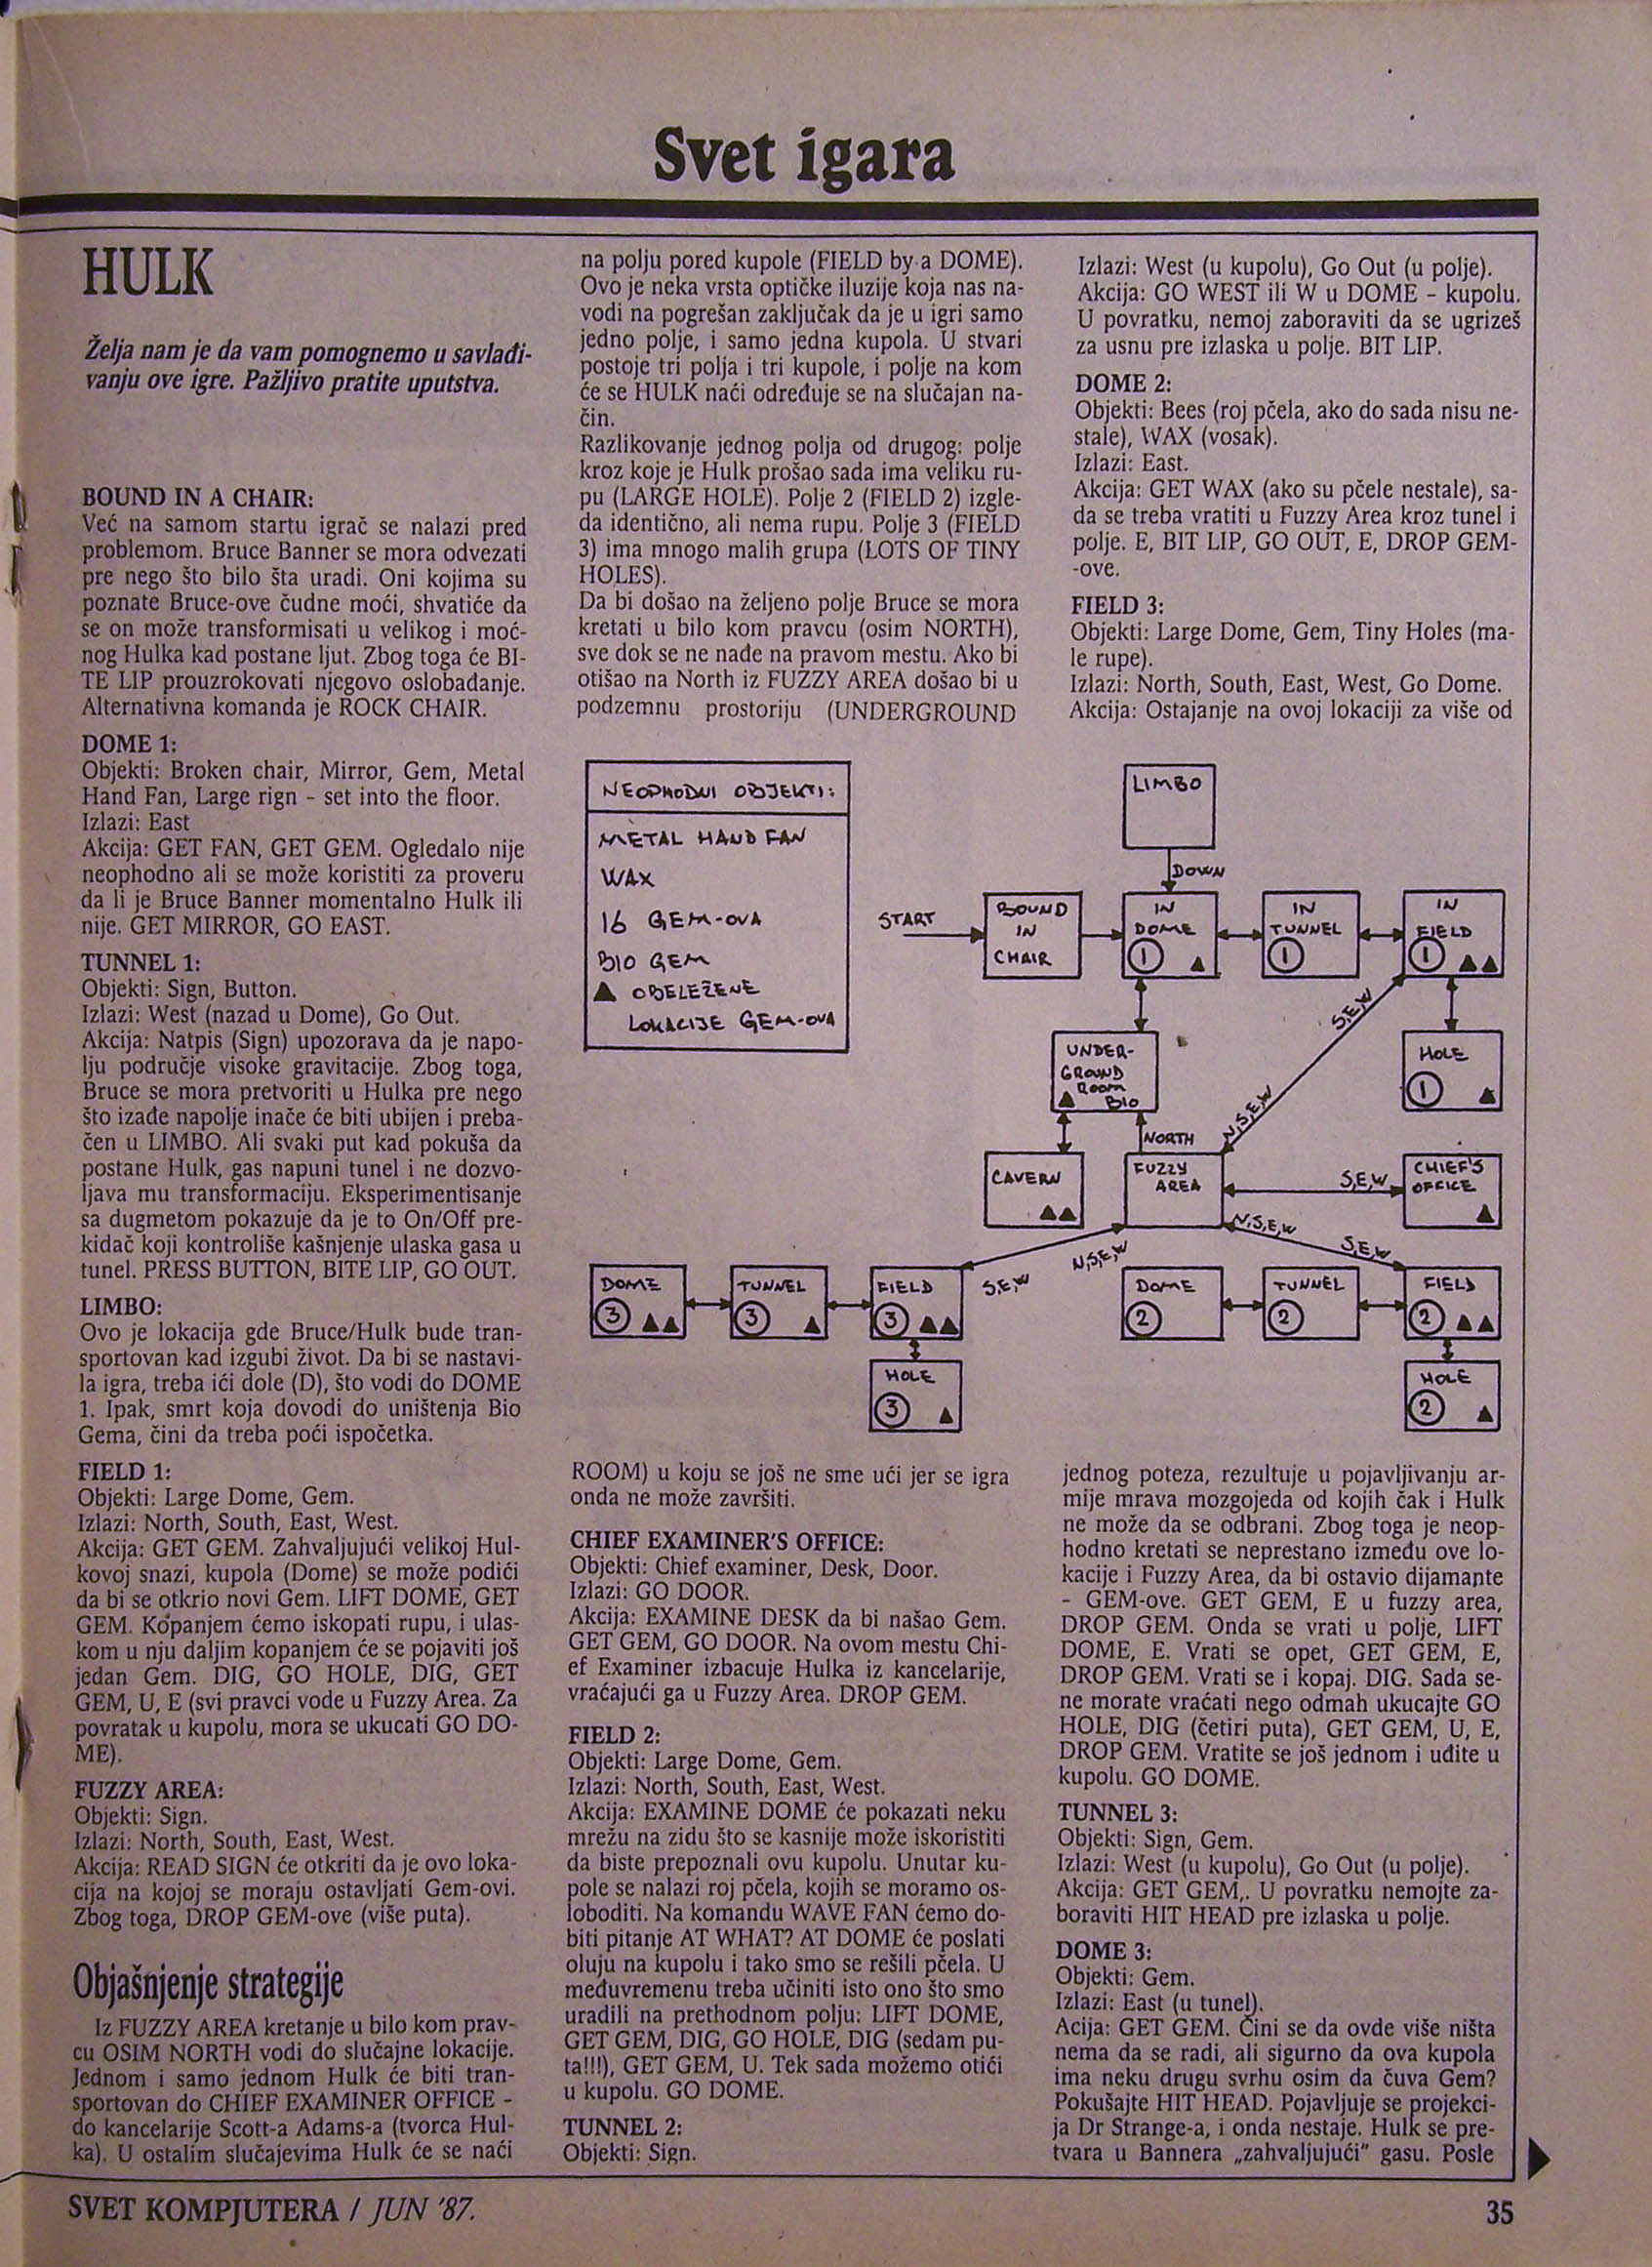 Svet igara
HULK
Želja nam je da vam pomognemo u savlađi-
vanju ove igre. Pažljivo pratite uputstva.
BOUND IN A CHAIR:
Već na samom startu igrač se nalazi pred
problemom. Bruce Banner se mora odvezati
pre nego što bilo šta uradi. Oni kojima su
poznate Bruce-ove čudne moći, shvatiće da
se on može transformisati u velikog i moć-
nog Hulka kad postane ljut. Zbog toga će BI-
TE LIP prouzrokovati njegovo oslobađanje.
Alternativna komanda je ROCK CHAIR.
DOME 1:
Objekti: Broken chair, Mirror, Gem, Metal
Hand Fan, Large rign – set into the floor.
Izlazi: East
Akcija: GET FAN, GET GEM. Ogledalo nije
neophodno ali se može koristiti za proveru
da li je Bruce Banner momentalno Hulk ili
nije. GET MIRROR, GO EAST.
TUNNEL 1:
Objekti: Sign, Button.
Izlazi: West (nazad u Dome), Go Out.
Akcija: Natpis (Sign) upozorava da je napo-
lju područje visoke gravitacije. Zbog toga,
Bruce se mora pretvoriti u Hulka pre nego
što izađe napolje inače će biti ubijen i preba-
čen u LIMBO. Ali svaki put kad pokuša da
postane Hulk, gas napuni tunel i ne dozvo-
ljava mu transformaciju. Eksperimentisanje
sa dugmetom pokazuje da je to On/Off pre-
kidač koji kontroliše kašnjenje ulaska gasa u
tunel. PRESS BUTTON, BITE LIP, GO OUT.
LIMBO:
Ovo je lokacija gde Bruce/Hulk bude tran-
sportovan kad izgubi život. Da bi se nastavi-
la igra, treba ići dole (D), što vodi do DOME
1. Ipak, smrt koja dovodi do uništenja Bio
Gema, čini da treba poći ispočetka.
FIELD 1:
Objekti: Large Dome, Gem.
Izlazi: North, South, East, West.
Akcija: GET GEM. Zahvaljujući velikoj Hul-
kovoj snazi, kupola (Dome) se može podići
da bi se otkrio novi Gem. LIFT DOME, GET
GEM. Kopanjem ćemo iskopati rupu, i ulas-
kom u nju daljim kopanjem će se pojaviti još
jedan Gem. DIG, GO HOLE, DIG, GET
GEM, U, E (svi pravci vode u Fuzzy Area. Za
povratak u kupolu, mora se ukucati GO DO-
ME).
FUZZY AREA:
Objekti: Sign.
Izlazi: North, South, East, West.
Akcija: READ SIGN će otkriti da je ovo loka-
cija na kojoj se moraju ostavljati Gem-ovi.
Zbog toga, DROP GEM-ove (više puta).
Objašnjenje strategije
Iz FUZZY AREA kretanje u bilo kom prav-
cu OSIM NORTH vodi do slučajne lokacije.
Jednom i samo jednom Hulk će biti tran-
sportovan do CHIEF EXAMINER OFFICE –
do kancelarije Scott-a Adams-a (tvorca Hul-
ka). U ostalim slučajevima Hulk će se naći
na polju pored kupole (FIELD by a DOME).
Ovo je neka vrsta optičke iluzije koja nas na-
vodi na pogrešan zaključak da je u igri samo
jedno polje, i samo jedna kupola. U stvari
postoje tri polja i tri kupole, i polje na kom
će se HULK naći određuje se na slučajan na-
čin.
Razlikovanje jednog polja od drugog: polje
kroz koje je Hulk prošao sada ima veliku ru-
pu (LARGE HOLE). Polje 2 (FIELD 2) izgle-
da identično, ali nema rupu. Polje 3 (FIELD
3) ima mnogo malih grupa (LOTS OF TINY
HOLES).
Da bi došao na željeno polje Bruce se mora
kretati u bilo kom pravcu (osim NORTH),
sve dok se ne nađe na pravom mestu. Ako bi
otišao na North iz FUZZY AREA došao bi u
podzemnu prostoriju (UNDERGROUND
ROOM) u koju se još ne sme ući jer se igra
onda ne može završiti.
CHIEF EXAMINER'S OFFICE:
Objekti: Chief examiner, Desk, Door.
Izlazi: GO DOOR.
Akcija: EXAMINE DESK da bi našao Gem.
GET GEM, GO DOOR. Na ovom mestu Chi-
ef Examiner izbacuje Hulka iz kancelarije,
vraćajući ga u Fuzzy Area. DROP GEM.
FIELD 2:
Objekti: Large Dome, Gem.
Izlazi: North, South, East, West.
Akcija: EXAMINE DOME će pokazati neku
mrežu na zidu što se kasnije može iskoristiti
da biste prepoznali ovu kupolu. Unutar ku-
pole se nalazi roj pčela, kojih se moramo os-
loboditi. Na komandu WAVE FAN ćemo do-
biti pitanje AT WHAT? AT DOME će poslati
oluju na kupolu i tako smo se rešili pčela. U
međuvremenu treba učiniti isto ono što smo
uradili na prethodnom polju: LIFT DOME,
GET GEM, DIG, GO HOLE, DIG (sedam pu-
ta!!!), GET GEM, U. Tek sada možemo otići
u kupolu. GO DOME.
TUNNEL 2:
Objekti: Sign.
Izlazi: West (u kupolu), Go Out (u polje).
Akcija: GO WEST ili W u DOME – kupolu.
U povratku, nemoj zaboraviti da se ugrizeš
za usnu pre izlaska u polje. BIT LIP.
DOME 2:
Objekti: Bees (roj pčela, ako do sada nisu ne-
stale), WAX (vosak).
Izlazi: East.
Akcija: GET WAX (ako su pčele nestale), sa-
da se treba vratiti u Fuzzy Area kroz tunel i
polje. E, BIT LIP, GO OUT, E, DROP GEM-
-ove.
FIELD 3:
Objekti: Large Dome, Gem, Tiny Holes (ma-
le rupe).
Izlazi: North, South, East, West, Go Dome.
Akcija: Ostajanje na ovoj lokaciji za više od
jednog poteza, rezultuje u pojavljivanju ar-
mije mrava mozgojeda od kojih čak i Hulk
ne može da se odbrani. Zbog toga je neop-
hodno kretati se neprestano između ove lo-
kacije i Fuzzy Area, da bi ostavio dijamante
– GEM-ove. GET GEM, E u fuzzy area,
DROP GEM. Onda se vrati u polje, LIFT
DOME, E. Vrati se opet, GET GEM, E,
DROP GEM. Vrati se i kopaj. DIG. Sada se-
ne morate vraćati nego odmah ukucajte GO
HOLE, DIG (četiri puta), GET GEM, U, E,
DROP GEM. Vratite se još jednom i uđite u
kupolu. GO DOME.
TUNNEL 3:
Objekti: Sign, Gem.
Izlazi: West (u kupolu), Go Out (u polje).
Akcija: GET GEM,. U povratku nemojte za-
boraviti HIT HEAD pre izlaska u polje.
DOME 3:
Objekti: Gem.
Izlazi: East (u tunel).
Acija: GET GEM. Čini se da ovde više ništa
nema da se radi, ali sigurno da ova kupola
ima neku drugu svrhu osim da čuva Gem?
Pokušajte HIT HEAD. Pojavljuje se projekci-
ja Dr Strange-a, i onda nestaje. Hulk se pre-
tvara u Bannera „zahvaljujući" gasu. Posle
NEOPHODNI OBJEKTI:
METAL HAND FAN
WAX
16 GEM-OVA
BIO GEM
▲ OBELEŽENE
LOKACIJE GEM-OVA
LIMBO
DOWN
START
BOUND
IN
CHAIR
IN
DOME
1
IN
TUNNEL
1
IN
FIELD
1
S,E,W
UNDER-
GROUND
ROOM
BIO
HOLE
1
N,S,E,W
NORTH
CAVERN
FUZZY
AREA
S,E,W
CHIEF'S
OFFICE
N,S,E,W
S,E,W
N,S,E,W
S,E,W
DOME
3
TUNNEL
3
FIELD
3
DOME
2
TUNNEL
2
FIELD
2
HOLE
3
HOLE
2
SVET KOMPJUTERA / JUN '87.
35